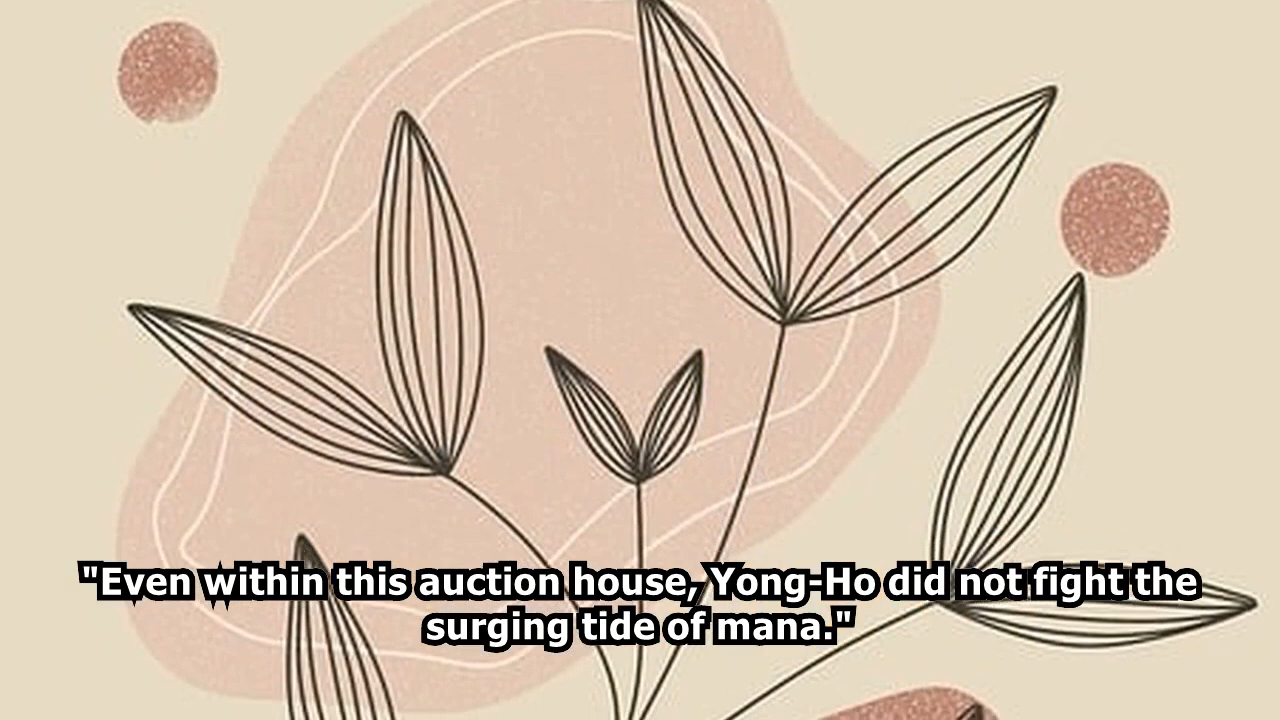 "Even within this auction house, Yong-Ho did not fight the
surging tide of mana."